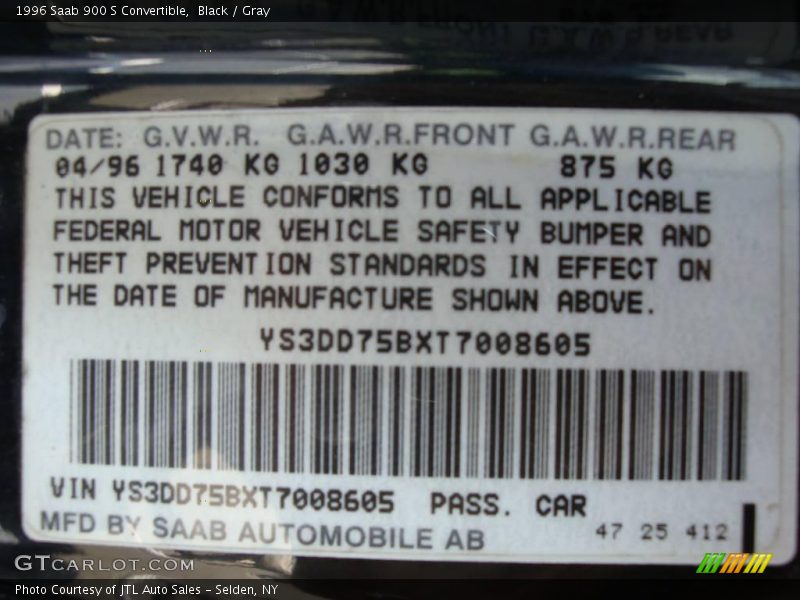 1996 Saab 900 S Convertible, Black / Gray
DATE: G.V.W.R. G.A.W.R.FRONT G.A.W.R.REAR
04/96 1740 KG 1030 KG 875 KG
THIS VEHICLE CONFORMS TO ALL APPLICABLE
FEDERAL MOTOR VEHICLE SAFETY BUMPER AND
THEFT PREVENTION STANDARDS IN EFFECT ON
THE DATE OF MANUFACTURE SHOWN ABOVE.
YS3DD75BXT7008605
VIN YS3DD75BXT7008605 PASS. CAR
MFD BY SAAB AUTOMOBILE AB 47 25 412
GTCARLOT.COM
Photo Courtesy of JTL Auto Sales - Selden, NY